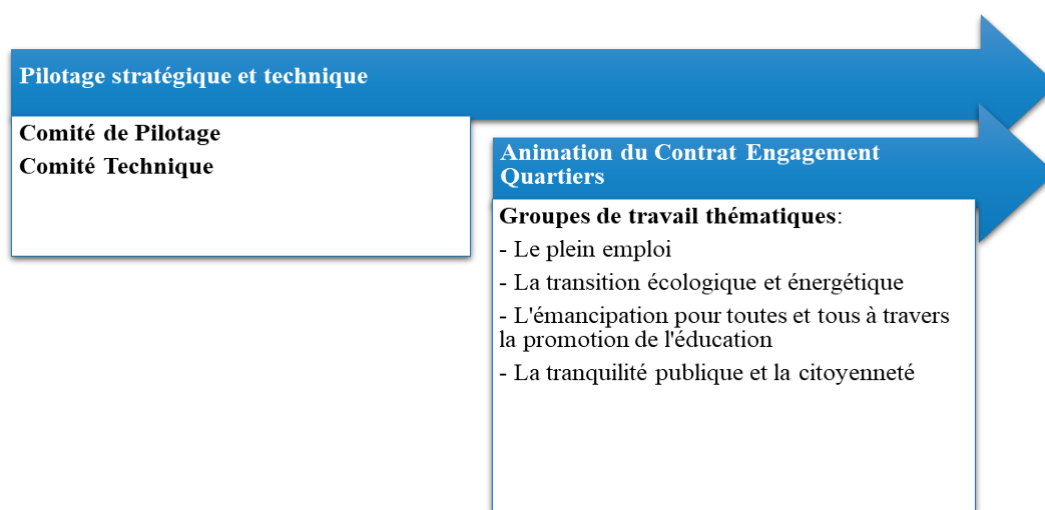 Pilotage stratégique et technique
Comité de Pilotage
Comité Technique
Animation du Contrat Engagement
Quartiers
Groupes de travail thématiques:
- Le plein emploi
- La transition écologique et énergétique
- L'émancipation pour toutes et tous à travers
la promotion de l'éducation
- La tranquilité publique et la citoyenneté